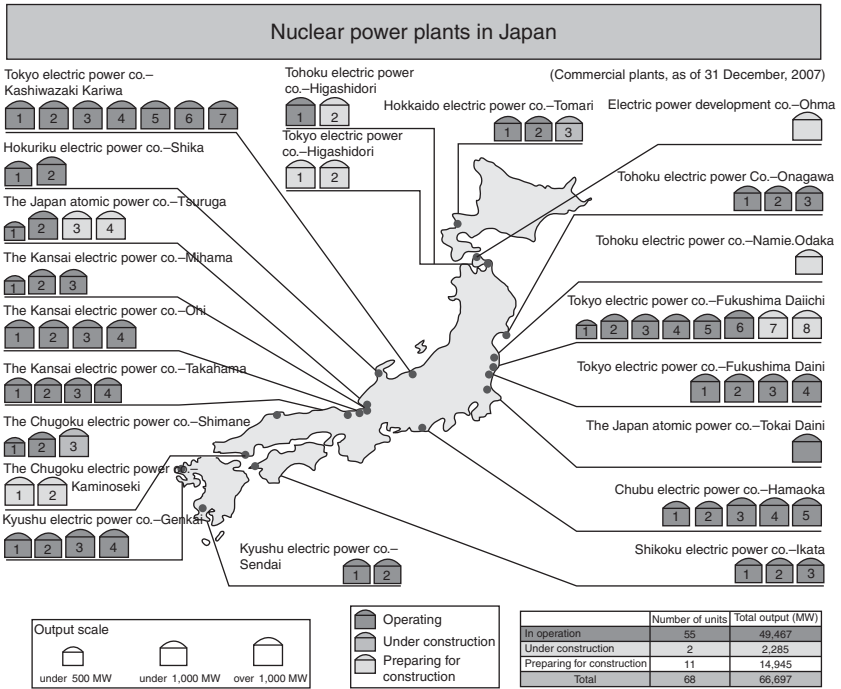 Nuclear power plants in Japan
(Commercial plants, as of 31 December, 2007)
Tokyo electric power co.–
Kashiwazaki Kariwa
1 2 3 4 5 6 7
Hokuriku electric power co.–Shika
1 2
The Japan atomic power co.–Tsuruga
1 2 3 4
The Kansai electric power co.–Mihama
1 2 3
The Kansai electric power co.–Ohi
1 2 3 4
The Kansai electric power co.–Takahama
1 2 3 4
The Chugoku electric power co.–Shimane
1 2 3
The Chugoku electric power co.–
Kaminoseki
1 2
Kyushu electric power co.–Genkai
1 2 3 4
Tohoku electric power
co.–Higashidori
1 2
Tokyo electric power
co.–Higashidori
1 2
Hokkaido electric power co.–Tomari
1 2 3
Electric power development co.–Ohma
Tohoku electric power Co.–Onagawa
1 2 3
Tohoku electric power co.–Namie.Odaka
Tokyo electric power co.–Fukushima Daiichi
1 2 3 4 5 6 7 8
Tokyo electric power co.–Fukushima Daini
1 2 3 4
The Japan atomic power co.–Tokai Daini
Chubu electric power co.–Hamaoka
1 2 3 4 5
Shikoku electric power co.–Ikata
1 2 3
Kyushu electric power co.–
Sendai
1 2
Output scale
under 500 MW under 1,000 MW over 1,000 MW
Operating
Under construction
Preparing for
construction
Number of units Total output (MW)
In operation 55 49,467
Under construction 2 2,285
Preparing for construction 11 14,945
Total 68 66,697